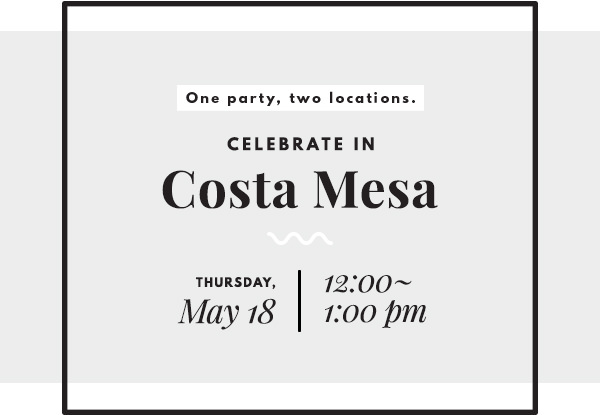 One party, two locations.
CELEBRATE IN
Costa Mesa
THURSDAY,
May 18
12:00~
1:00 pm